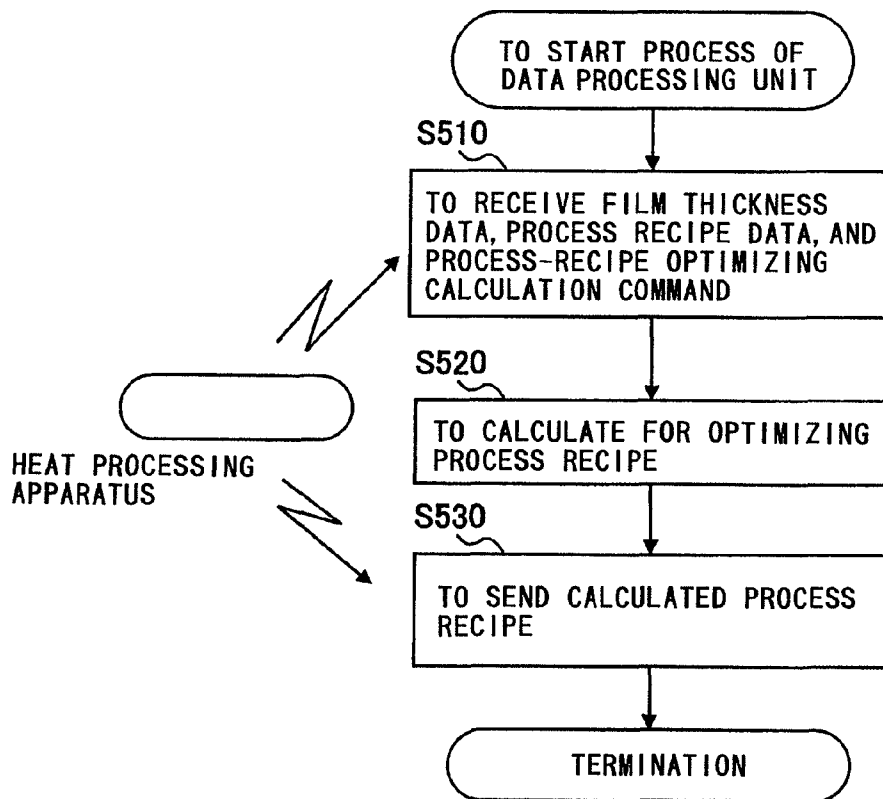 TO START PROCESS OF
DATA PROCESSING UNIT
S510
TO RECEIVE FILM THICKNESS
DATA, PROCESS RECIPE DATA, AND
PROCESS-RECIPE OPTIMIZING
CALCULATION COMMAND
S520
TO CALCULATE FOR OPTIMIZING
PROCESS RECIPE
HEAT PROCESSING
APPARATUS
S530
TO SEND CALCULATED PROCESS
RECIPE
TERMINATION